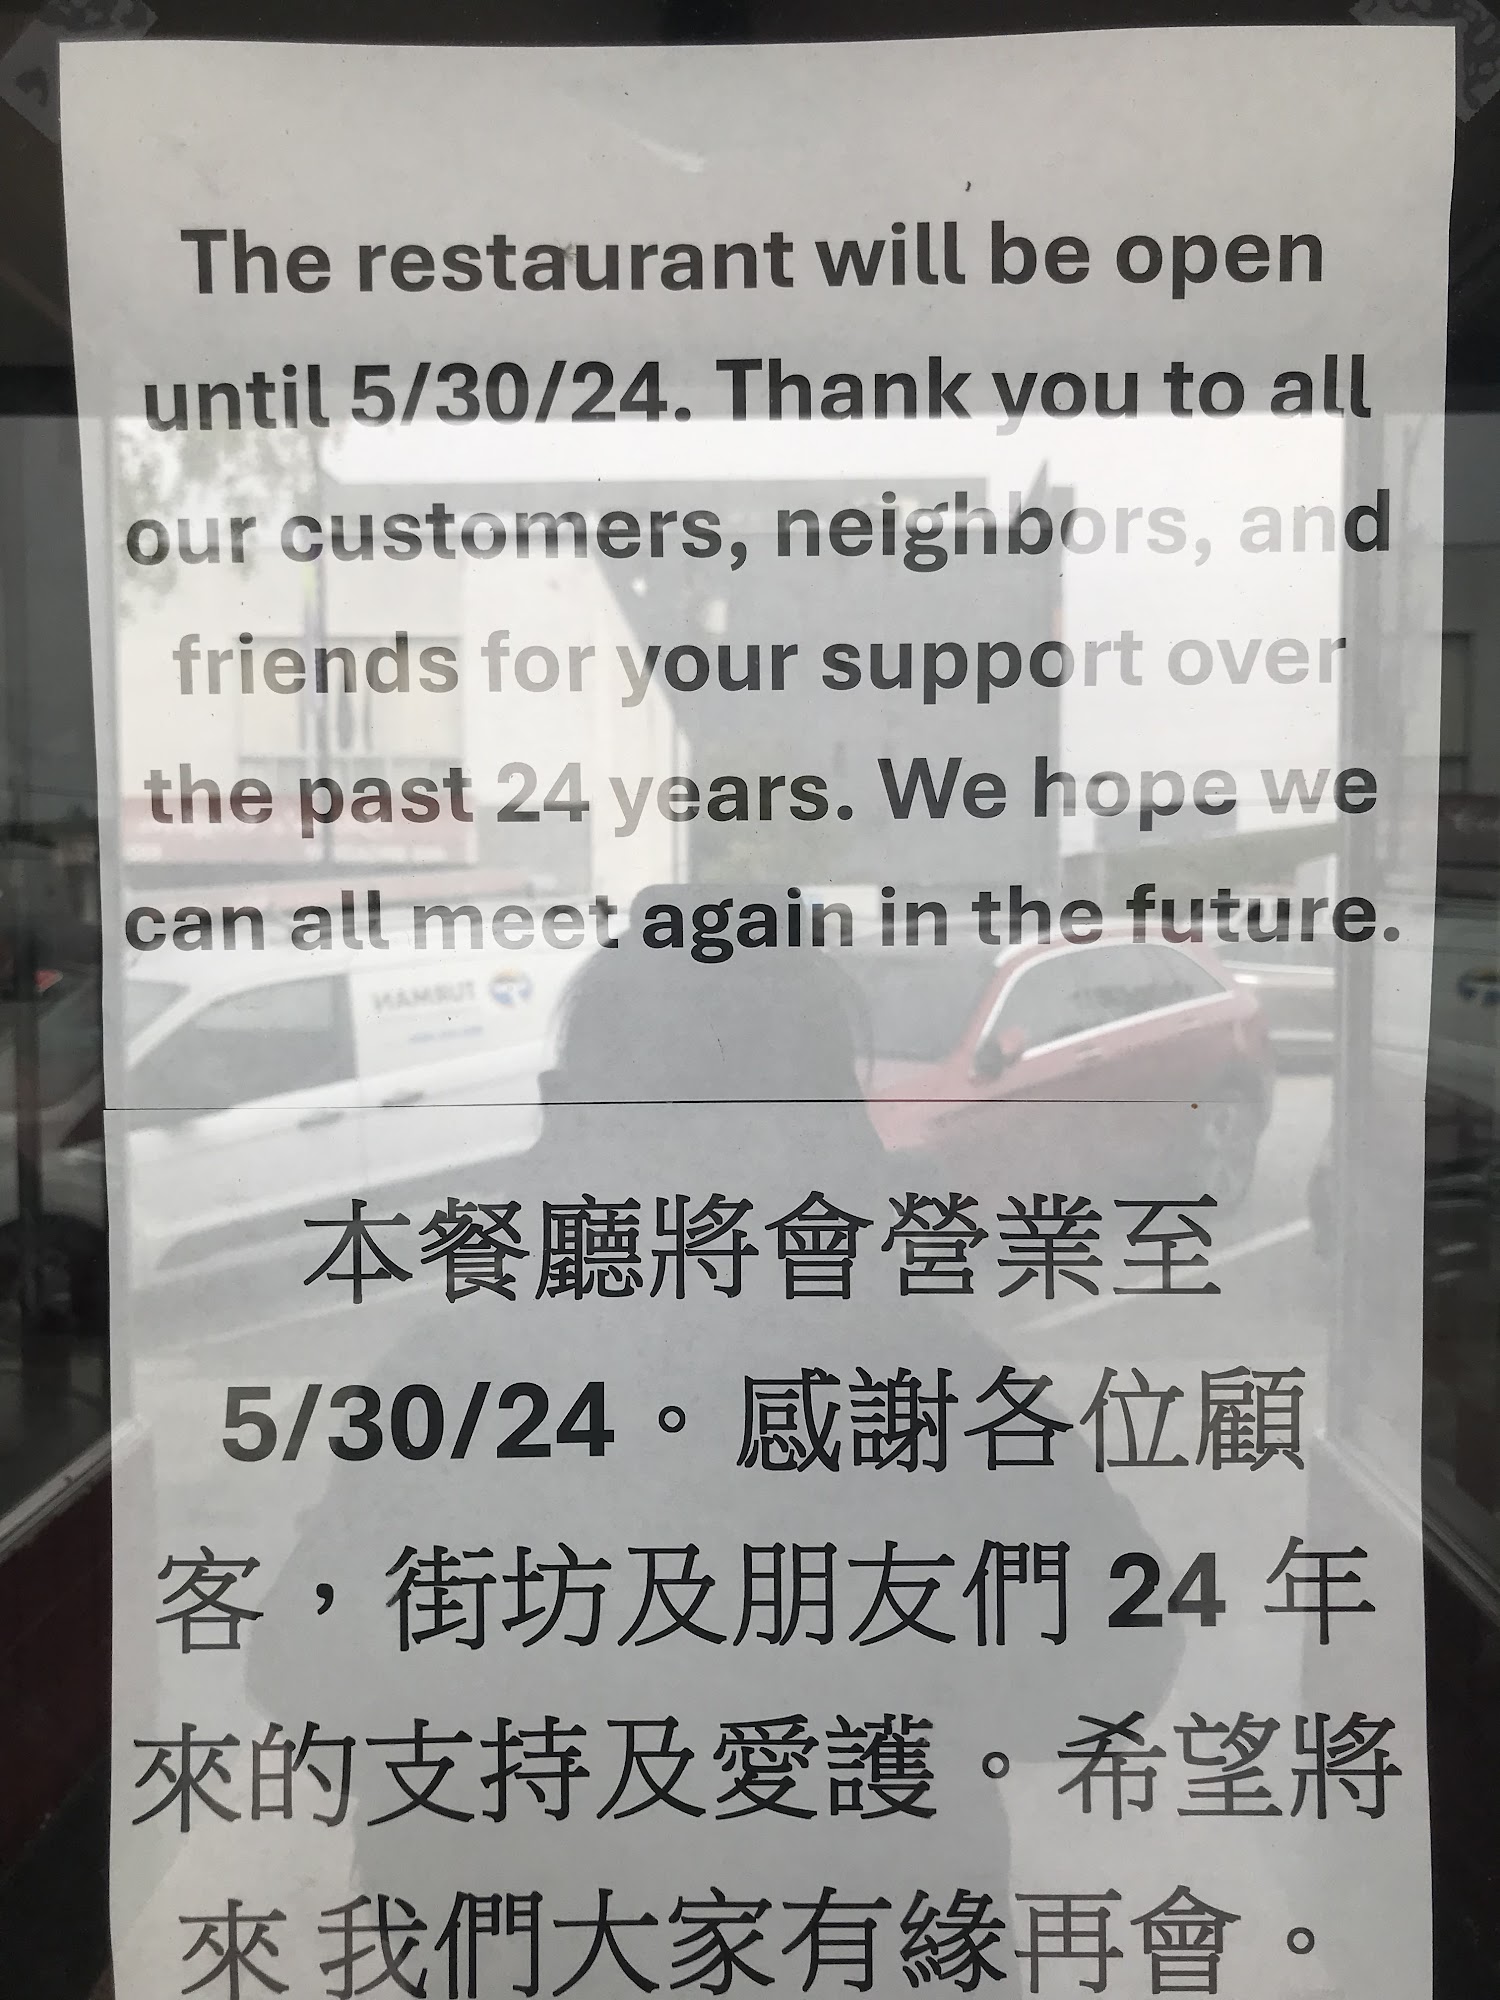 The restaurant will be open
until 5/30/24. Thank you to all
our customers, neighbors, and
friends for your support over
the past 24 years. We hope we
can all meet again in the future.
TURMAN
本餐廳將會營業至
5/30/24。感謝各位顧
客，街坊及朋友們 24 年
來的支持及愛護。希望將
來 我們大家有緣再會。